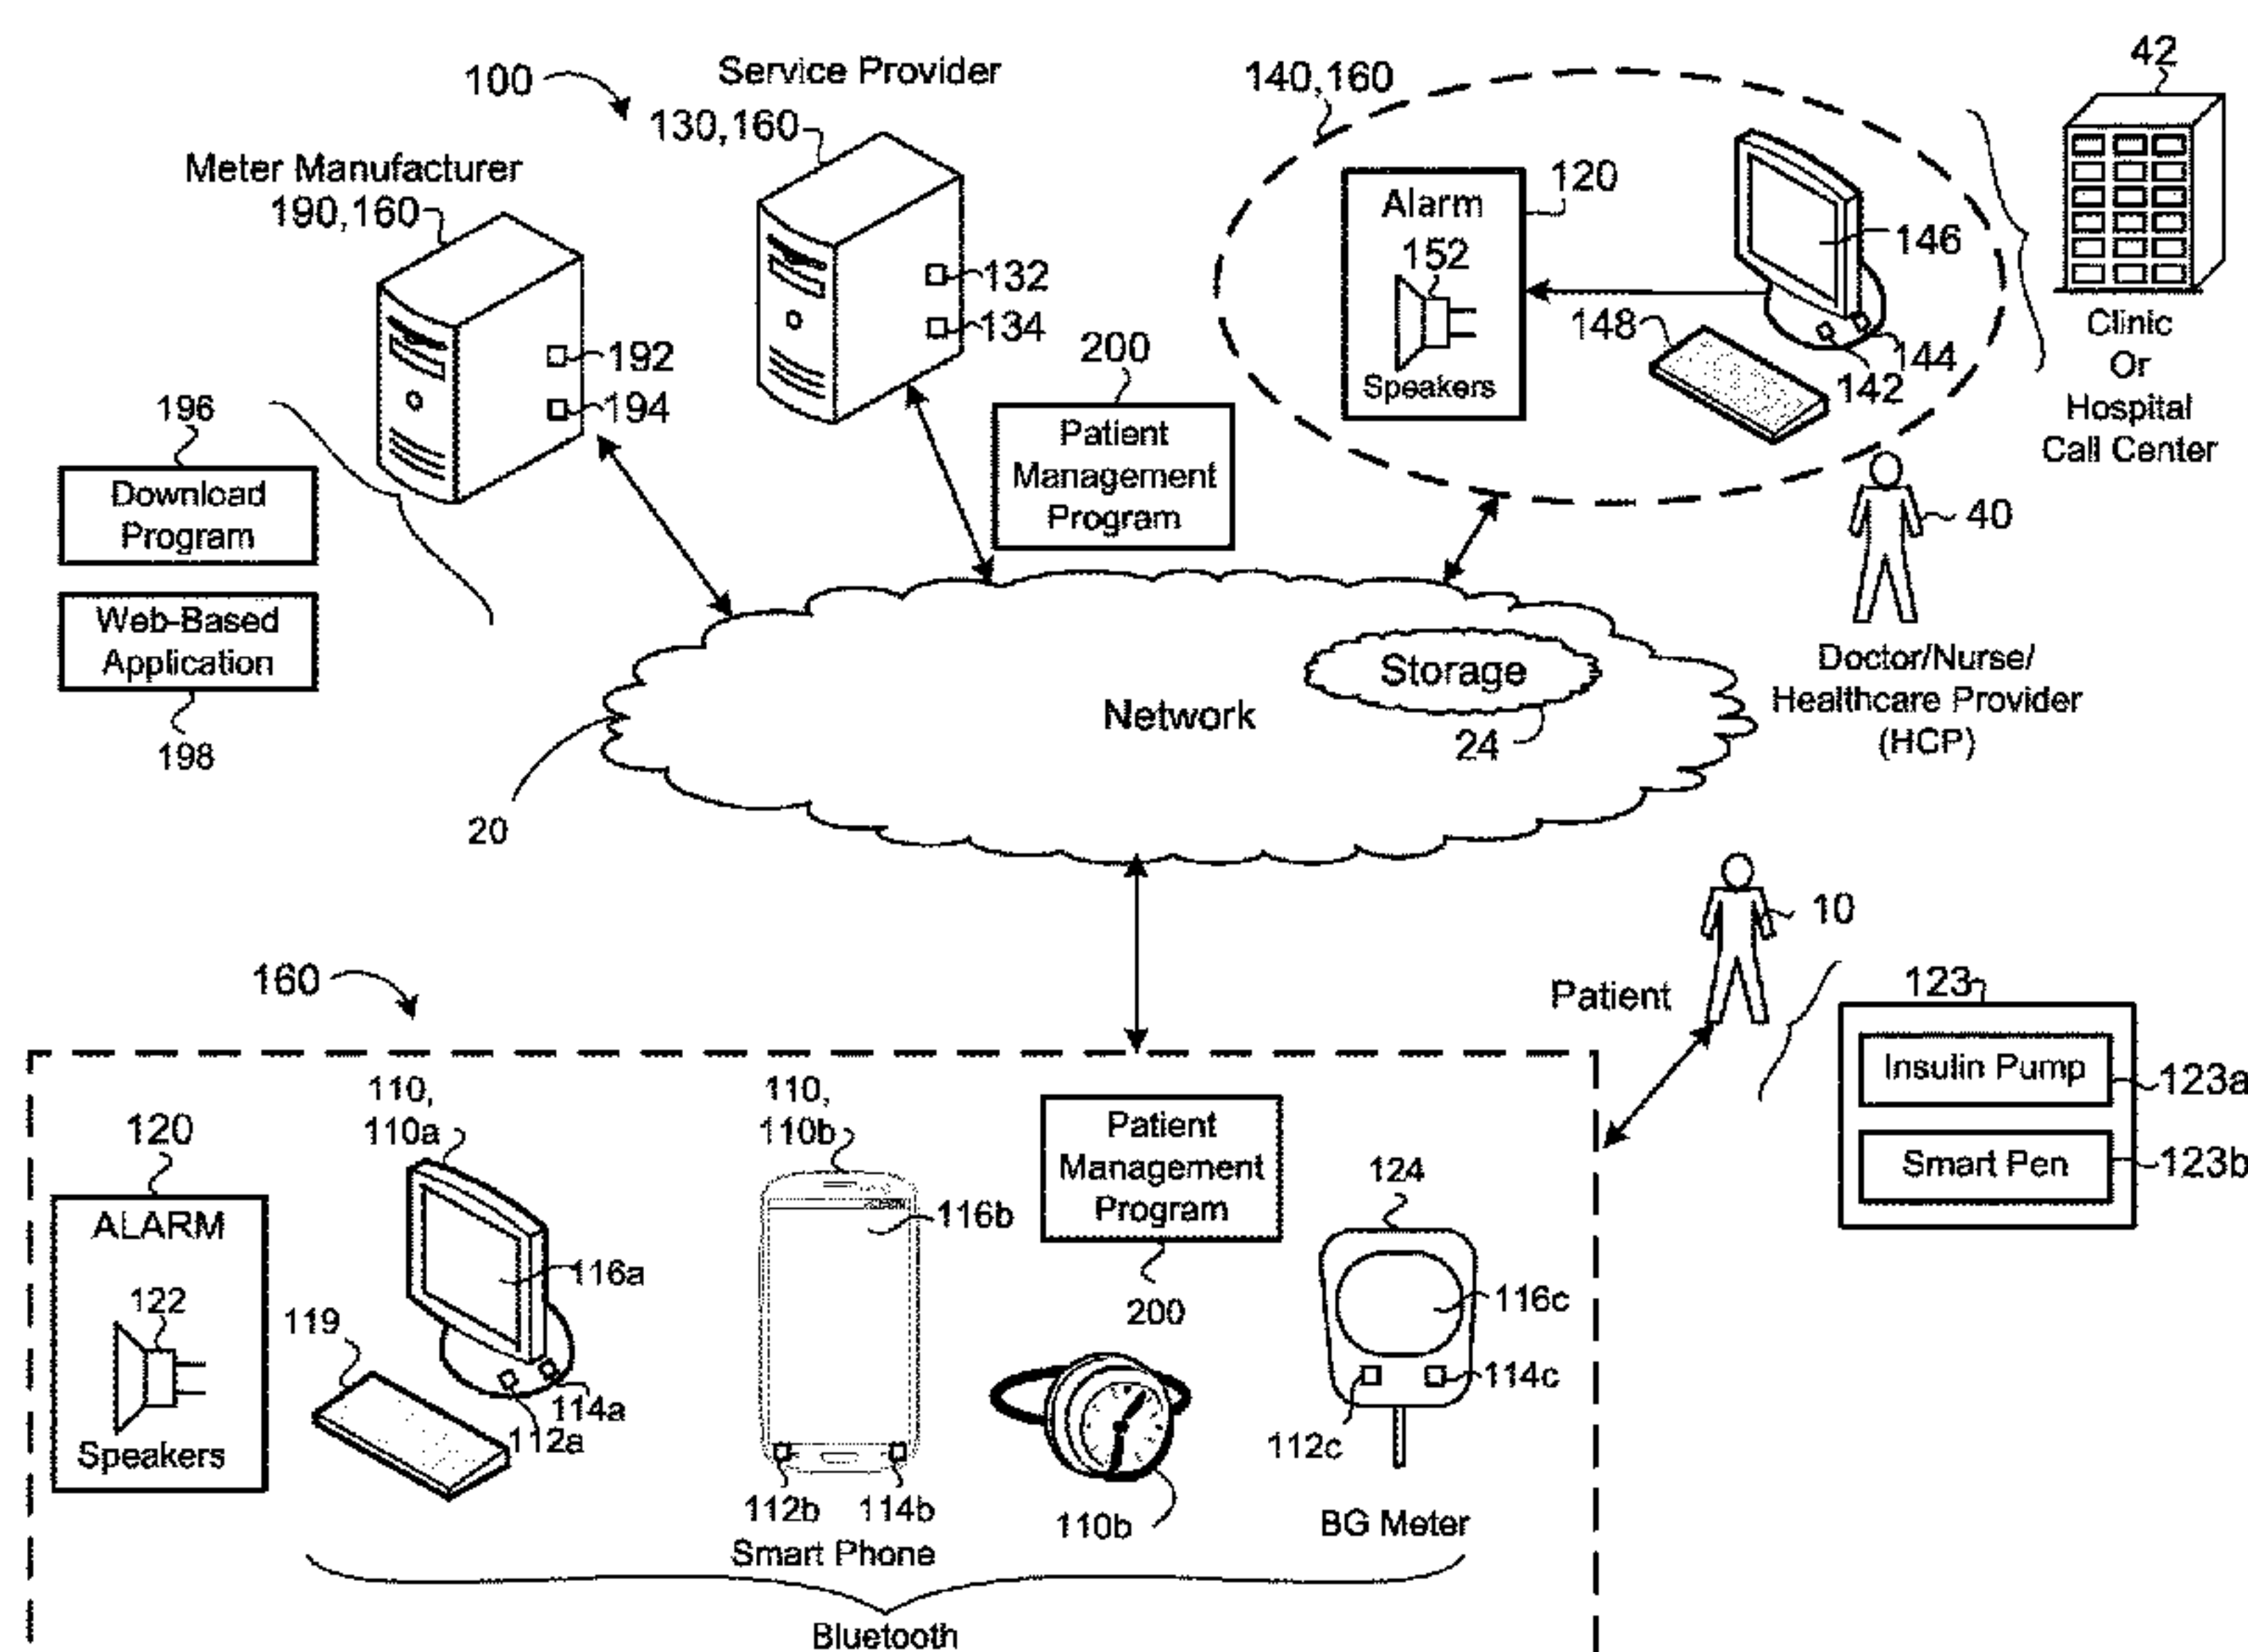 100
Service Provider
130,160
Meter Manufacturer
190,160
132
134
192
194
196
Download
Program
Web-Based
Application
198
200
Patient
Management
Program
140,160
Alarm
152
Speakers
120
146
148
142
144
42
Clinic
Or
Hospital
Call Center
40
Doctor/Nurse/
Healthcare Provider
(HCP)
Network
Storage
24
20
10
Patient
123
Insulin Pump
123a
Smart Pen
123b
160
120
ALARM
122
Speakers
110,
110a
116a
119
114a
112a
110,
110b
116b
112b
114b
Smart Phone
Patient
Management
Program
200
110b
124
116c
114c
112c
BG Meter
Bluetooth